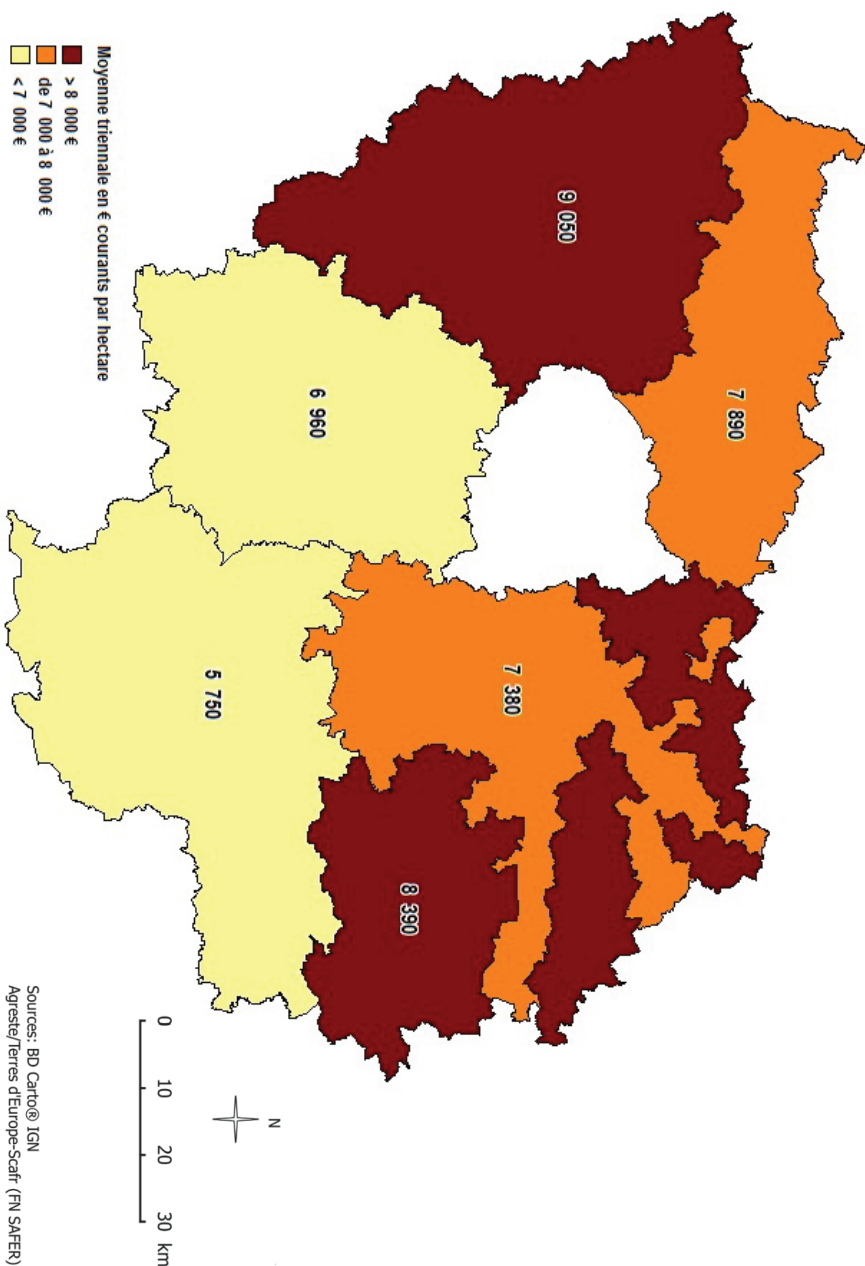 Moyenne triennale en € courants par hectare
> 8 000 €
de 7 000 à 8 000 €
< 7 000 €
7 890
9 050
6 960
7 380
8 390
5 750
N
0 10 20 30 km
Sources: BD Carto® IGN
Agreste/Terres d'Europe-Scafr (FN SAFER)